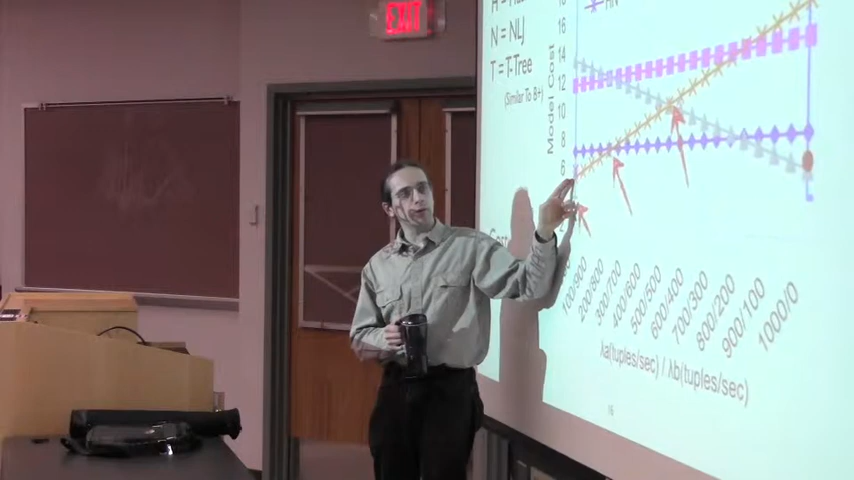 EXIT
N = NLJ
T = T-Tree
(Similar To B+)
Model Cost
16
14
12
10
8
6
100/900
200/800
300/700
400/600
500/500
600/400
700/300
800/200
900/100
1000/0
λa(tuples/sec) / λb(tuples/sec)
16